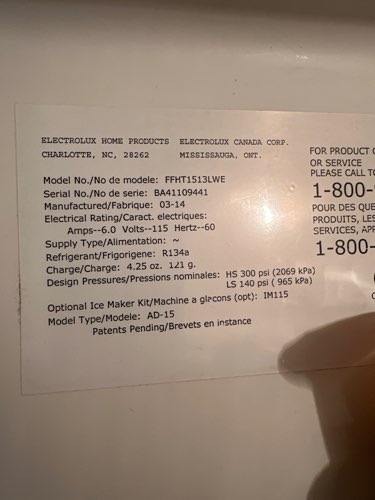 ELECTROLUX HOME PRODUCTS ELECTROLUX CANADA CORP.
CHARLOTTE, NC, 28262 MISSISSAUGA, ONT.
Model No./No de modele: FFHT1513LWE
Serial No./No de serie: BA41109441
Manufactured/Fabrique: 03-14
Electrical Rating/Caract. electriques:
Amps--6.0 Volts--115 Hertz--60
Supply Type/Alimentation: ~
Refrigerant/Frigorigene: R134a
Charge/Charge: 4.25 oz. 121 g.
Design Pressures/Pressions nominales: HS 300 psi (2069 kPa)
LS 140 psi ( 965 kPa)
Optional Ice Maker Kit/Machine a glacons (opt): IM115
Model Type/Modele: AD-15
Patents Pending/Brevets en instance
FOR PRODUCT
OR SERVICE
PLEASE CALL
1-800-
POUR DES
PRODUITS,
SERVICES,
1-800-